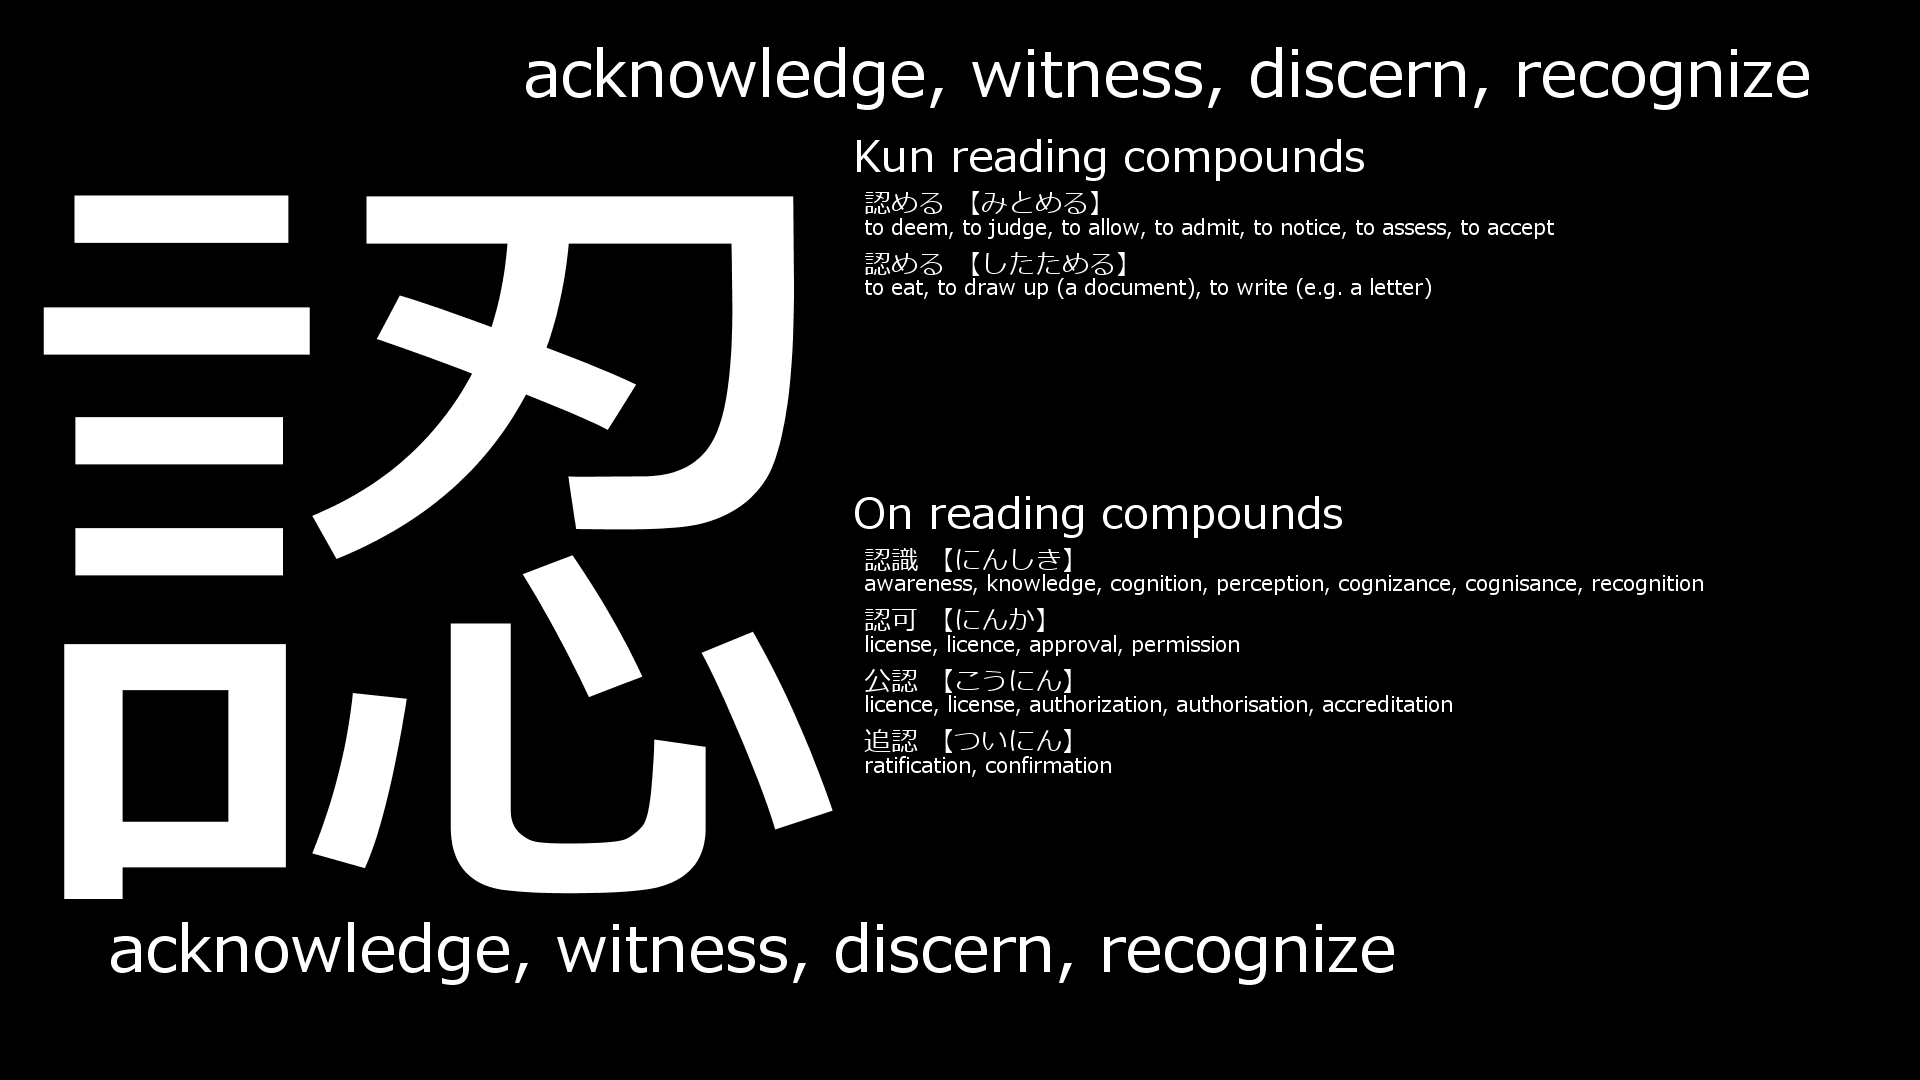 acknowledge, witness, discern, recognize
認
Kun reading compounds
認める 【みとめる】
to deem, to judge, to allow, to admit, to notice, to assess, to accept
認める 【したためる】
to eat, to draw up (a document), to write (e.g. a letter)
On reading compounds
認識 【にんしき】
awareness, knowledge, cognition, perception, cognizance, cognisance, recognition
認可 【にんか】
license, licence, approval, permission
公認 【こうにん】
licence, license, authorization, authorisation, accreditation
追認 【ついにん】
ratification, confirmation
acknowledge, witness, discern, recognize